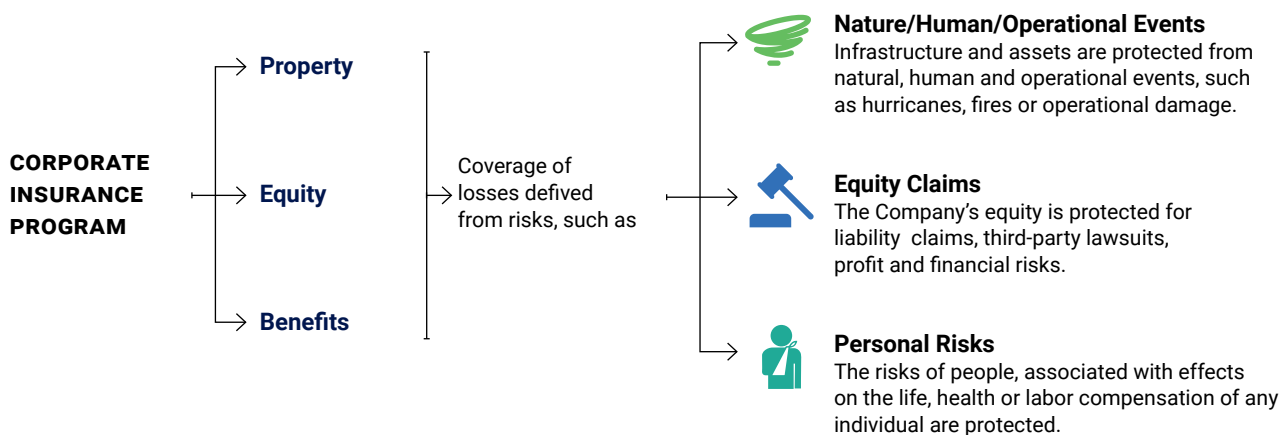 CORPORATE
INSURANCE
PROGRAM
Property
Equity
Benefits
Coverage of
losses defived
from risks, such as
Nature/Human/Operational Events
Infrastructure and assets are protected from
natural, human and operational events, such
as hurricanes, fires or operational damage.
Equity Claims
The Company’s equity is protected for
liability claims, third-party lawsuits,
profit and financial risks.
Personal Risks
The risks of people, associated with effects
on the life, health or labor compensation of any
individual are protected.